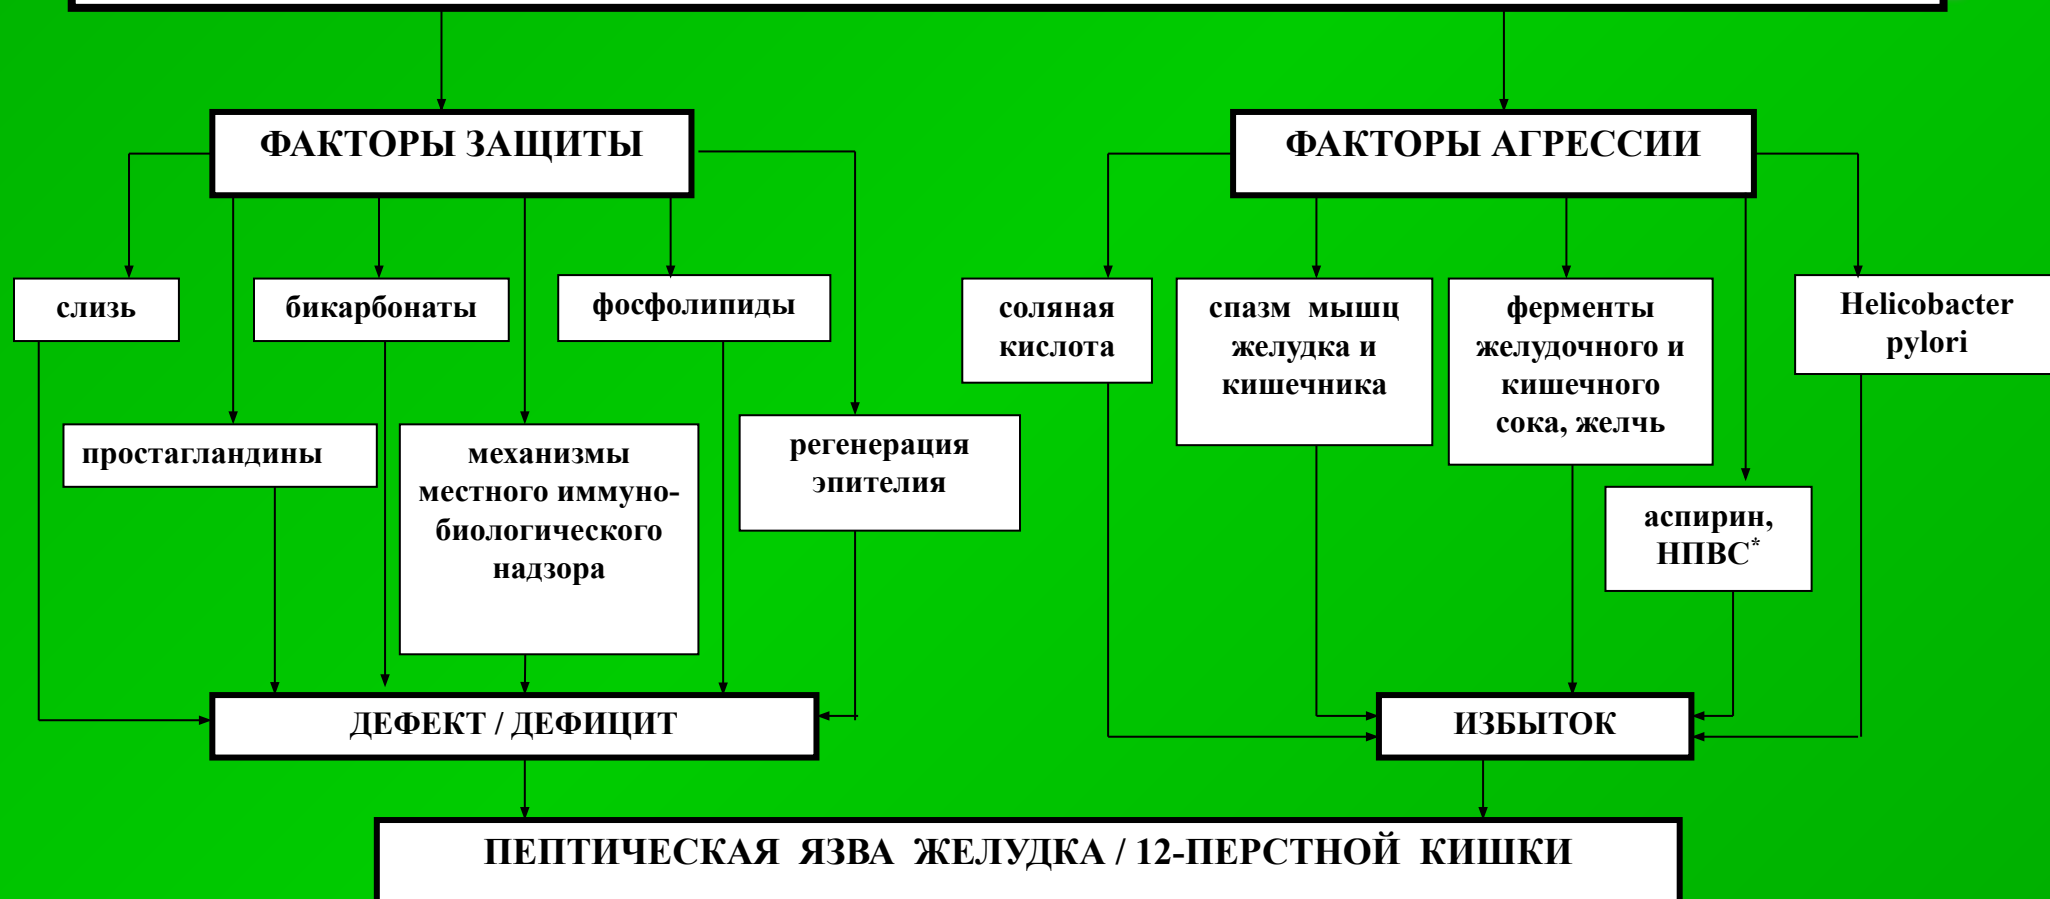 ФАКТОРЫ ЗАЩИТЫ
ФАКТОРЫ АГРЕССИИ
слизь
бикарбонаты
фосфолипиды
простагландины
механизмы
местного иммуно-
биологического
надзора
регенерация
эпителия
соляная
кислота
спазм мышц
желудка и
кишечника
ферменты
желудочного и
кишечного
сока, желчь
аспирин,
НПВС*
Helicobacter
pylori
ДЕФЕКТ / ДЕФИЦИТ
ИЗБЫТОК
ПЕПТИЧЕСКАЯ ЯЗВА ЖЕЛУДКА / 12-ПЕРСТНОЙ КИШКИ